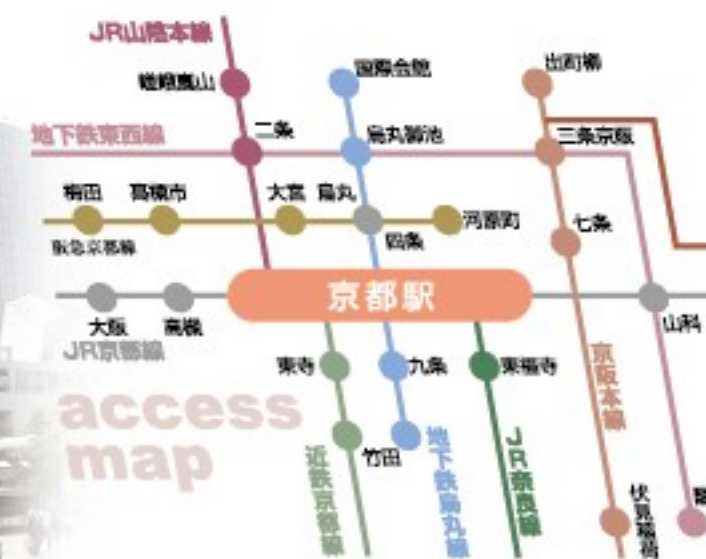 JR山陰本線
嵯峨嵐山
国際会館
出町柳
地下鉄東西線
二条
烏丸御池
三条京阪
梅田
高槻市
大宮
烏丸
河原町
四条
七条
阪急京都線
京都駅
大阪
高槻
山科
JR京都線
東寺
九条
東福寺
京阪本線
access
map
竹田
近鉄京都線
地下鉄烏丸線
JR奈良線
伏見稲荷